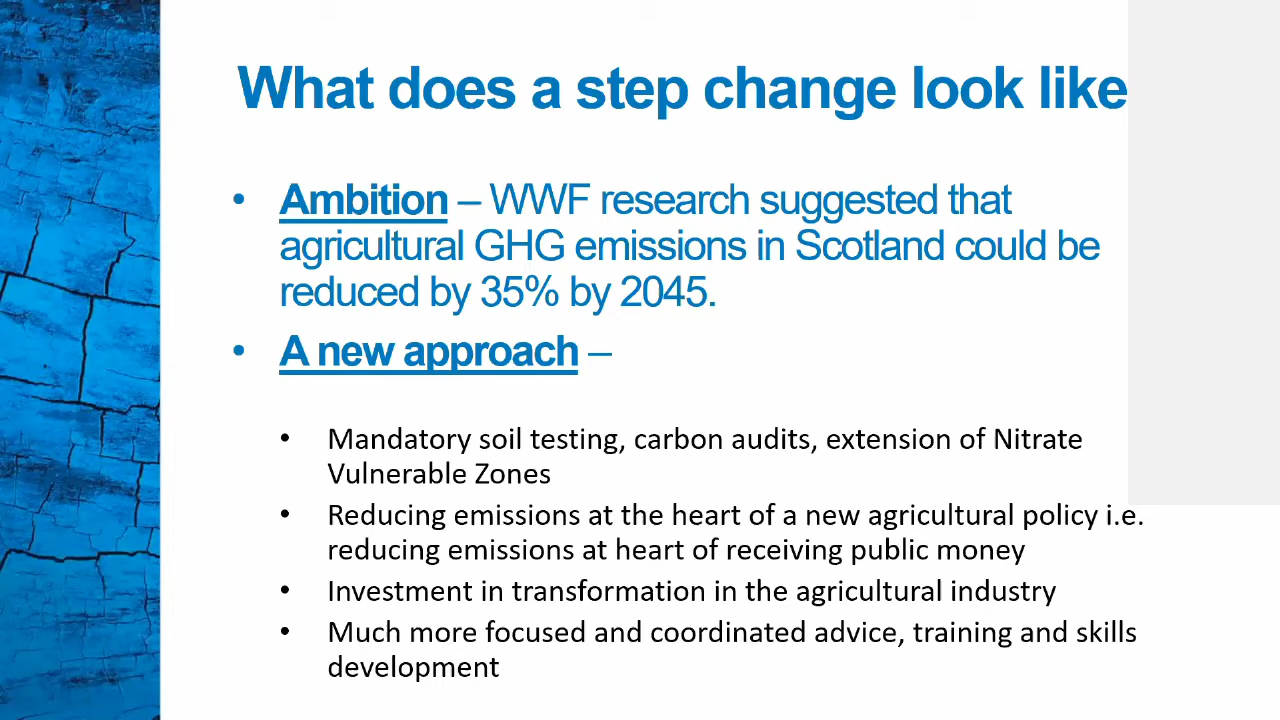 What does a step change look like
• Ambition – WWF research suggested that
agricultural GHG emissions in Scotland could be
reduced by 35% by 2045.
• A new approach –
• Mandatory soil testing, carbon audits, extension of Nitrate
Vulnerable Zones
• Reducing emissions at the heart of a new agricultural policy i.e.
reducing emissions at heart of receiving public money
• Investment in transformation in the agricultural industry
• Much more focused and coordinated advice, training and skills
development